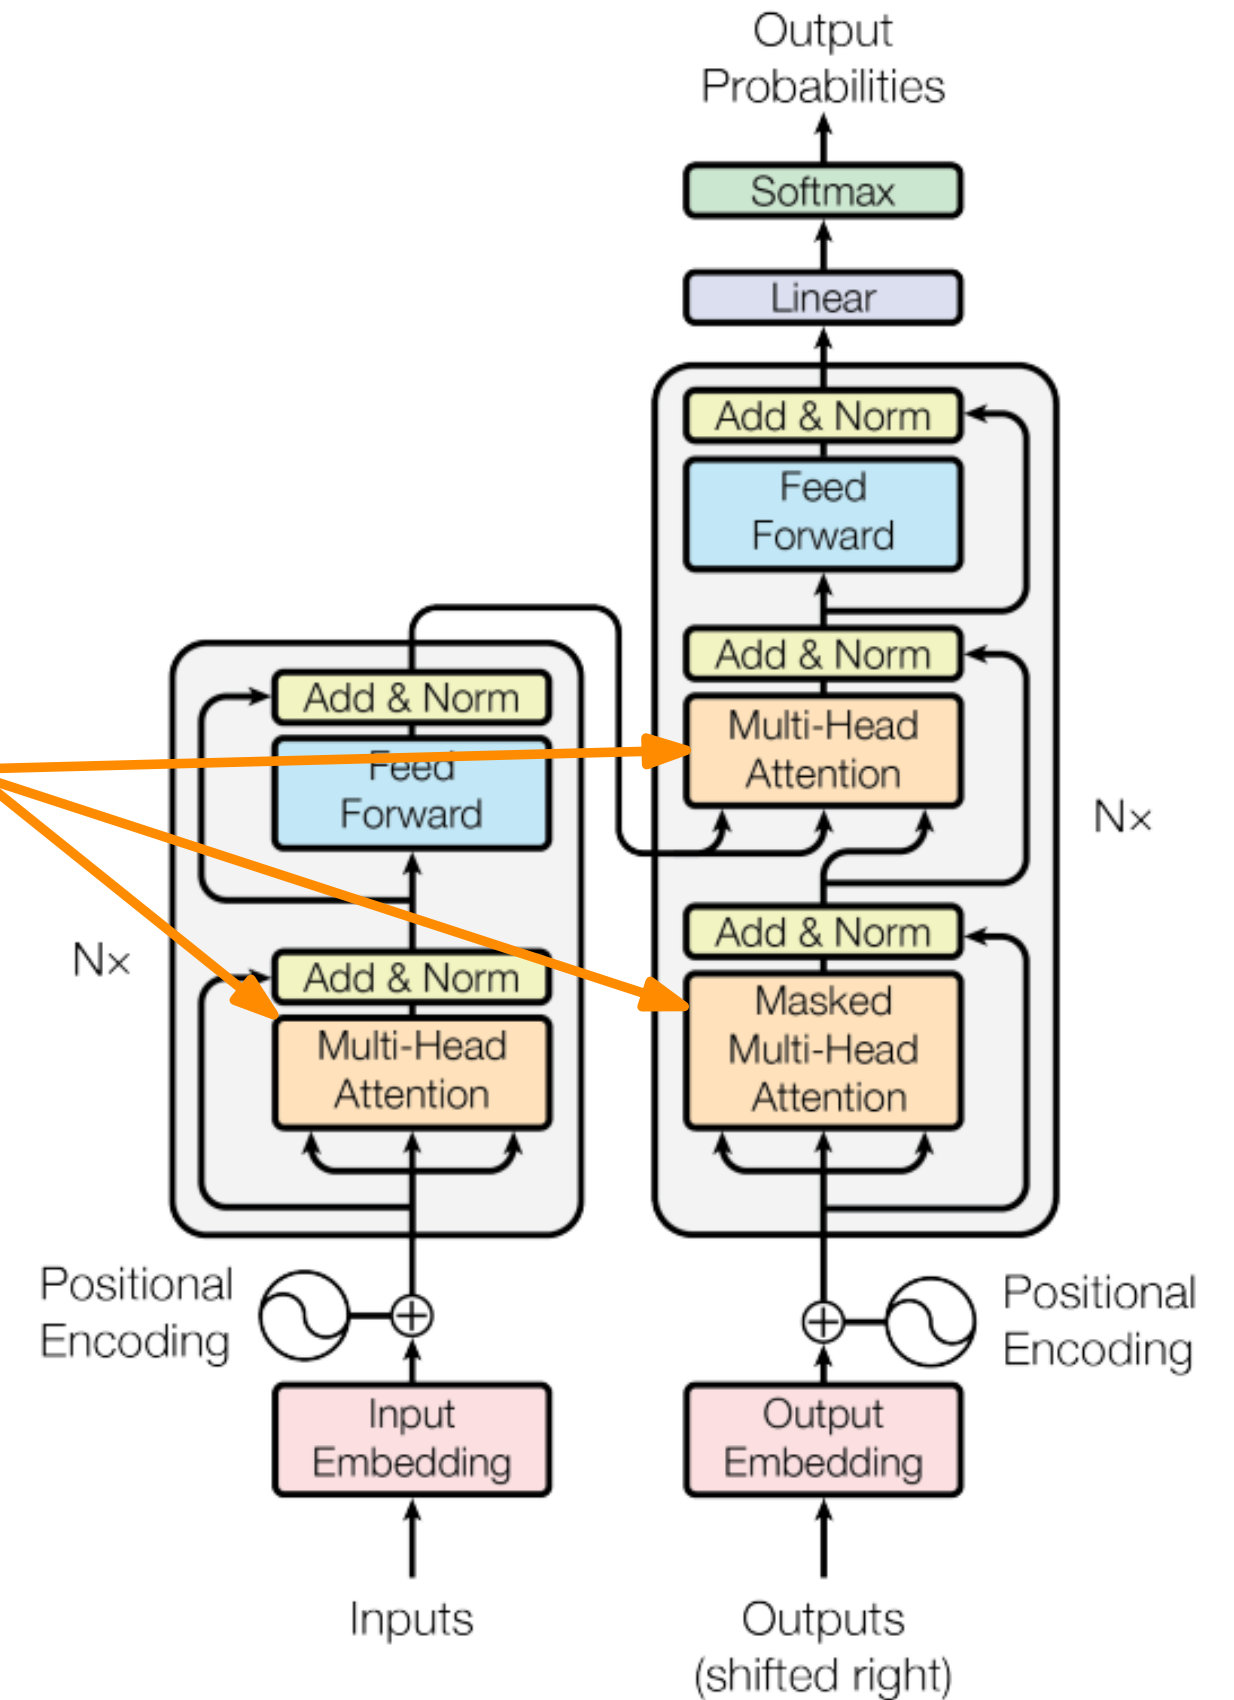 Output
Probabilities
Softmax
Linear
Add & Norm
Feed
Forward
Add & Norm
Multi-Head
Attention
Nx
Add & Norm
Masked
Multi-Head
Attention
Add & Norm
Feed
Forward
Nx
Add & Norm
Multi-Head
Attention
Positional
Encoding
Positional
Encoding
Input
Embedding
Output
Embedding
Inputs
Outputs
(shifted right)